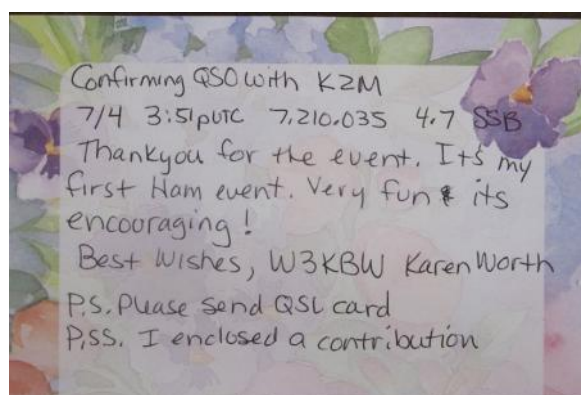 Confirming QSO with K2M
7/4 3:51pUTC 7,210.035 4.7 SSB
Thankyou for the event. Its my
first Ham event. Very fun & its
encouraging!
Best Wishes, W3KBW Karen Worth
P.S. Please send QSL card
P.SS. I enclosed a contribution